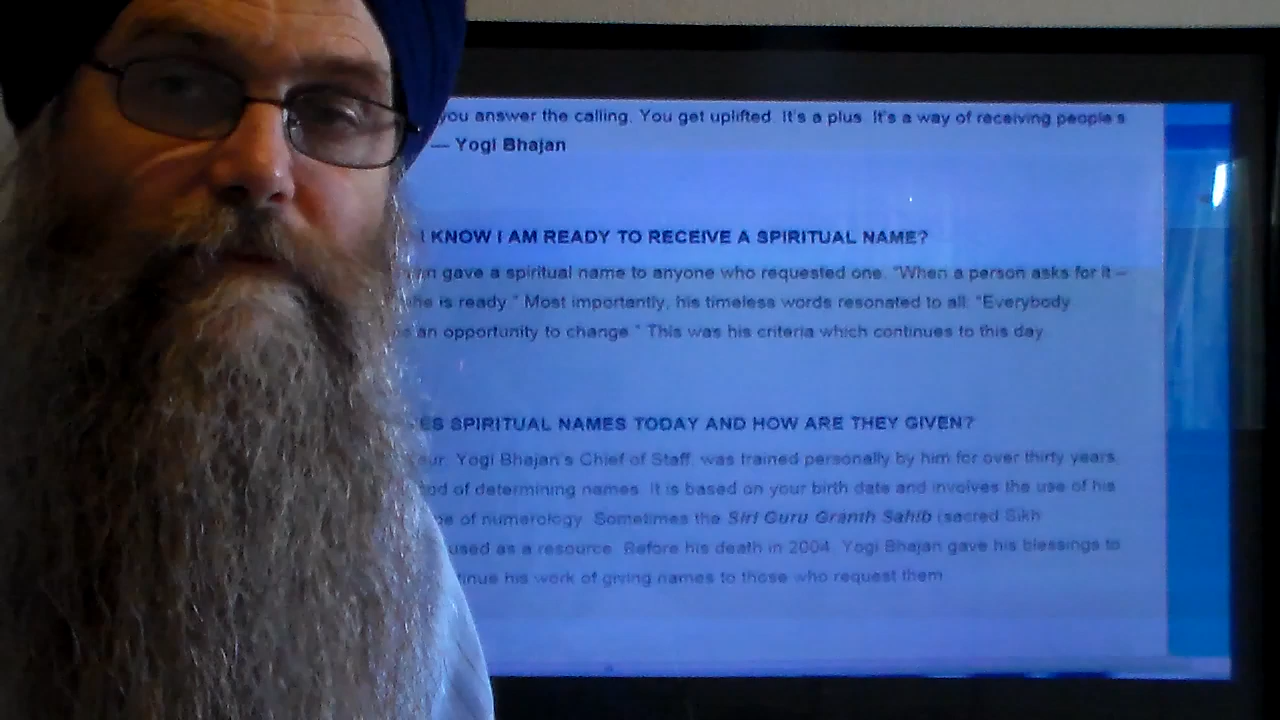 you answer the calling. You get uplifted. It's a plus. It's a way of receiving people's
— Yogi Bhajan
KNOW I AM READY TO RECEIVE A SPIRITUAL NAME?
gave a spiritual name to anyone who requested one. "When a person asks for it –
he is ready." Most importantly, his timeless words resonated to all: "Everybody
an opportunity to change." This was his criteria which continues to this day.
ES SPIRITUAL NAMES TODAY AND HOW ARE THEY GIVEN?
Yogi Bhajan's Chief of Staff, was trained personally by him for over thirty years
of determining names. It is based on your birth date and involves the use of his
of numerology. Sometimes the Siri Guru Granth Sahib (sacred Sikh
used as a resource. Before his death in 2004, Yogi Bhajan gave his blessings to
inue his work of giving names to those who request them.